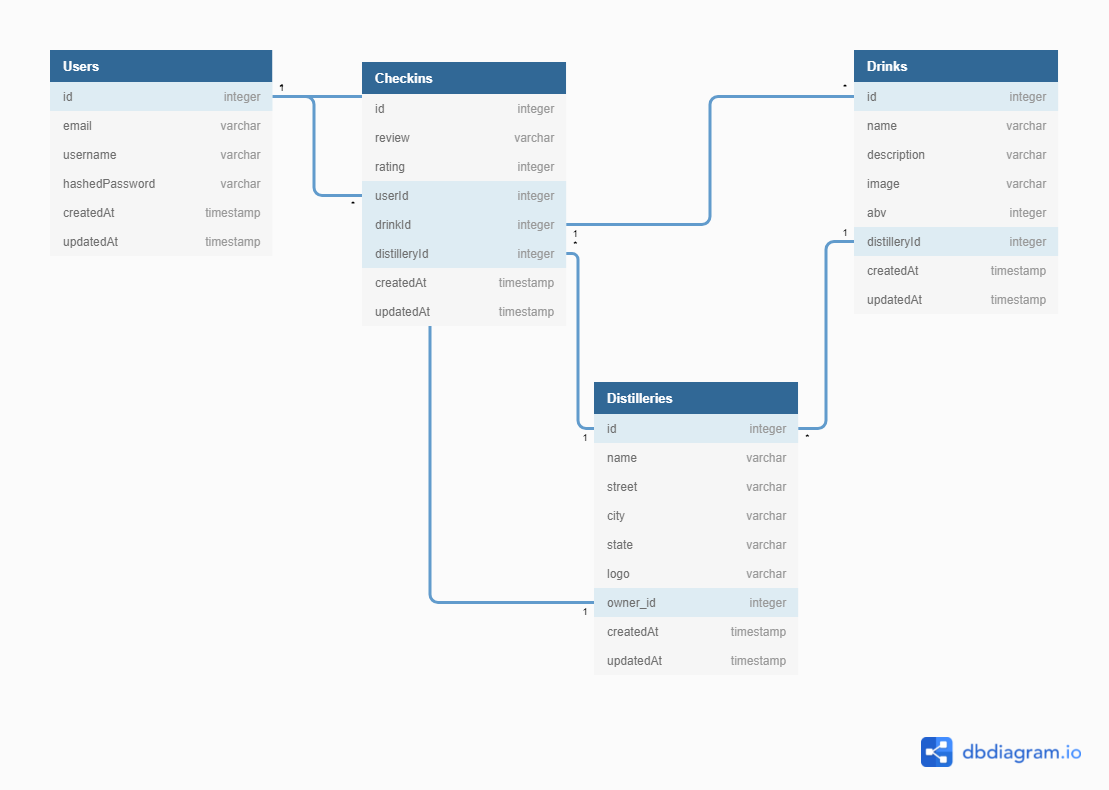 Users
id integer
email varchar
username varchar
hashedPassword varchar
createdAt timestamp
updatedAt timestamp
1
*
Checkins
id integer
review varchar
rating integer
userId integer
drinkId integer
distilleryId integer
createdAt timestamp
updatedAt timestamp
1
*
*
1
Drinks
id integer
name varchar
description varchar
image varchar
abv integer
distilleryId integer
createdAt timestamp
updatedAt timestamp
1
*
1
Distilleries
id integer
name varchar
street varchar
city varchar
state varchar
logo varchar
owner_id integer
createdAt timestamp
updatedAt timestamp
1
dbdiagram.io